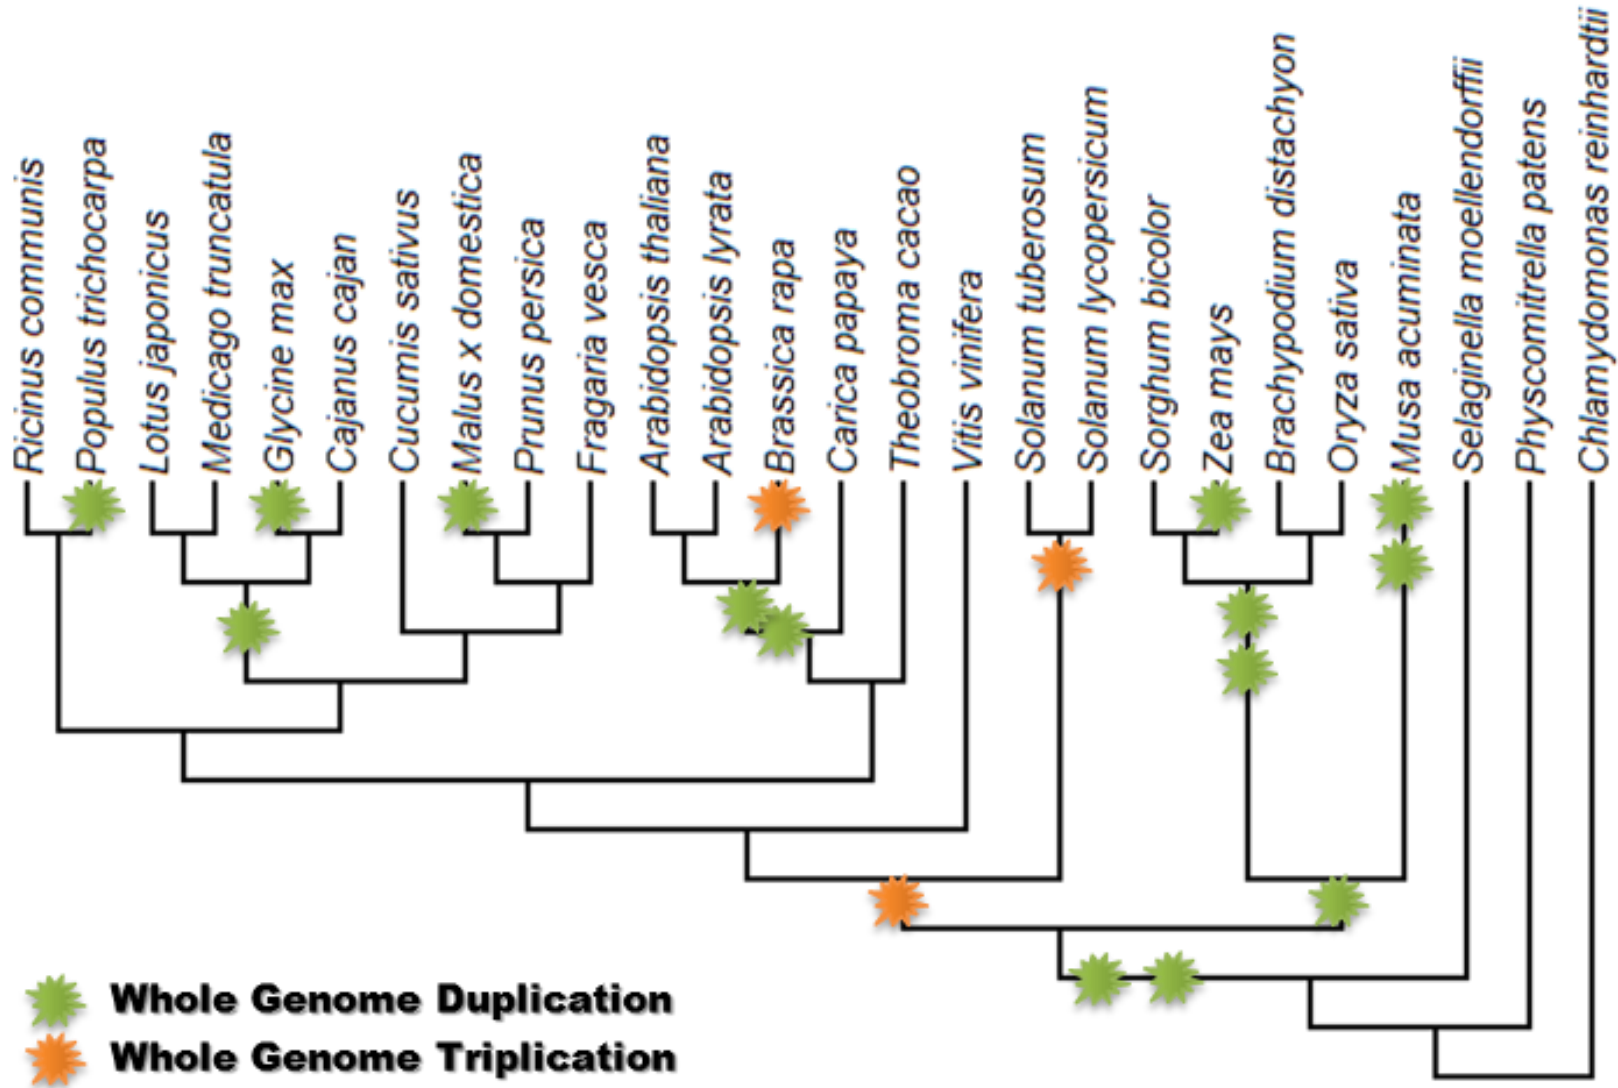 Ricinus communis
Populus trichocarpa
Lotus japonicus
Medicago truncatula
Glycine max
Cajanus cajan
Cucumis sativus
Malus x domestica
Prunus persica
Fragaria vesca
Arabidopsis thaliana
Arabidopsis lyrata
Brassica rapa
Carica papaya
Theobroma cacao
Vitis vinifera
Solanum tuberosum
Solanum lycopersicum
Sorghum bicolor
Zea mays
Brachypodium distachyon
Oryza sativa
Musa acuminata
Selaginella moellendorffii
Physcomitrella patens
Chlamydomonas reinhardtii
Whole Genome Duplication
Whole Genome Triplication